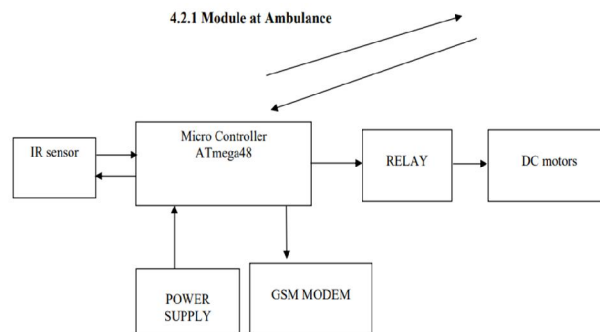 4.2.1 Module at Ambulance
Micro Controller
ATmega48
IR sensor
RELAY
DC motors
POWER
SUPPLY
GSM MODEM